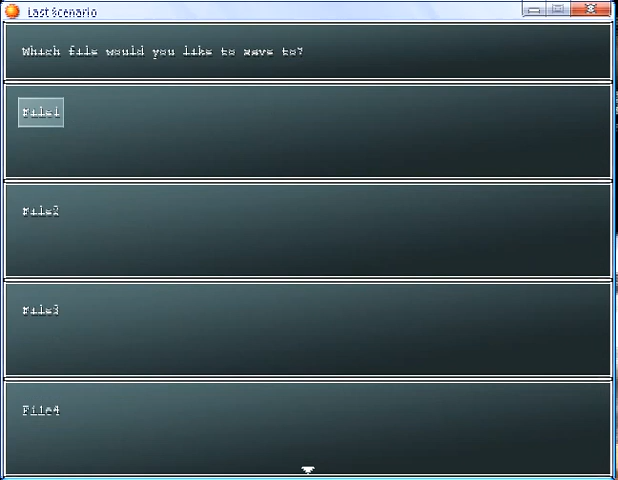 Last Scenario
Which file would you like to save to?
File1
File2
File3
File4